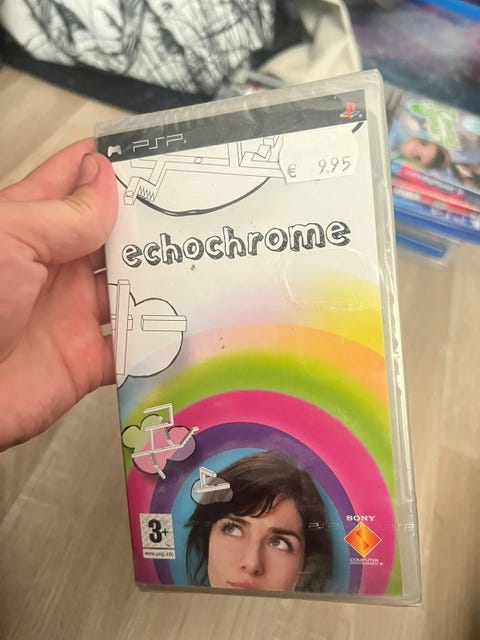 PSP
€ 9.95
echochrome
3+
www.pegi.info
PSP
SONY
COMPUTER
ENTERTAINMENT